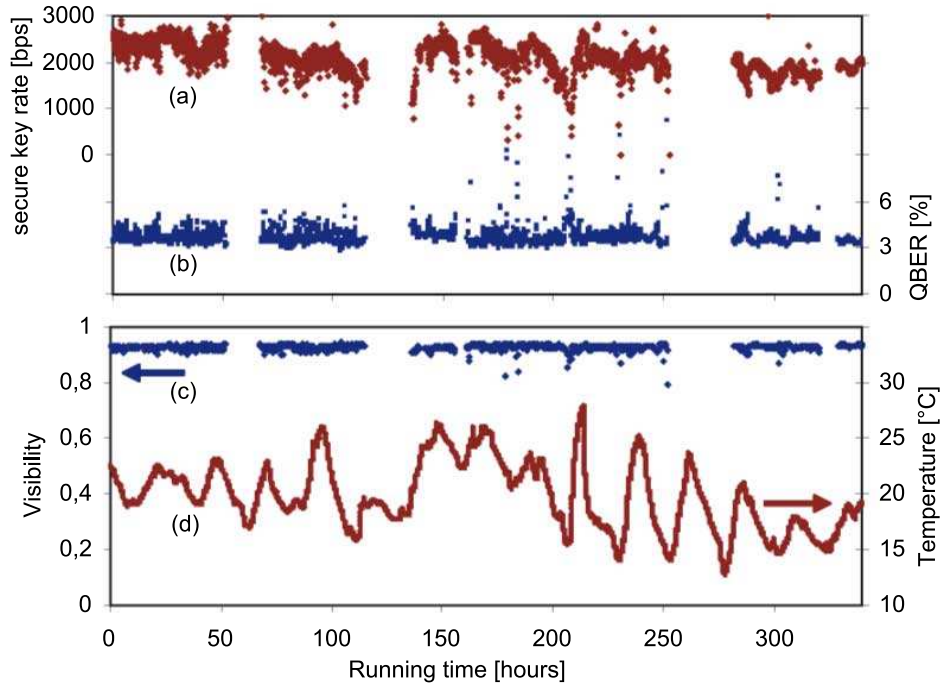 3000
2000
1000
0
secure key rate [bps]
(a)
(b)
6
3
0
QBER [%]
1
0,8
0,6
0.4
0.2
0
Visibility
(c)
(d)
30
25
20
15
10
Temperature [°C]
0
50
100
150
200
250
300
Running time [hours]